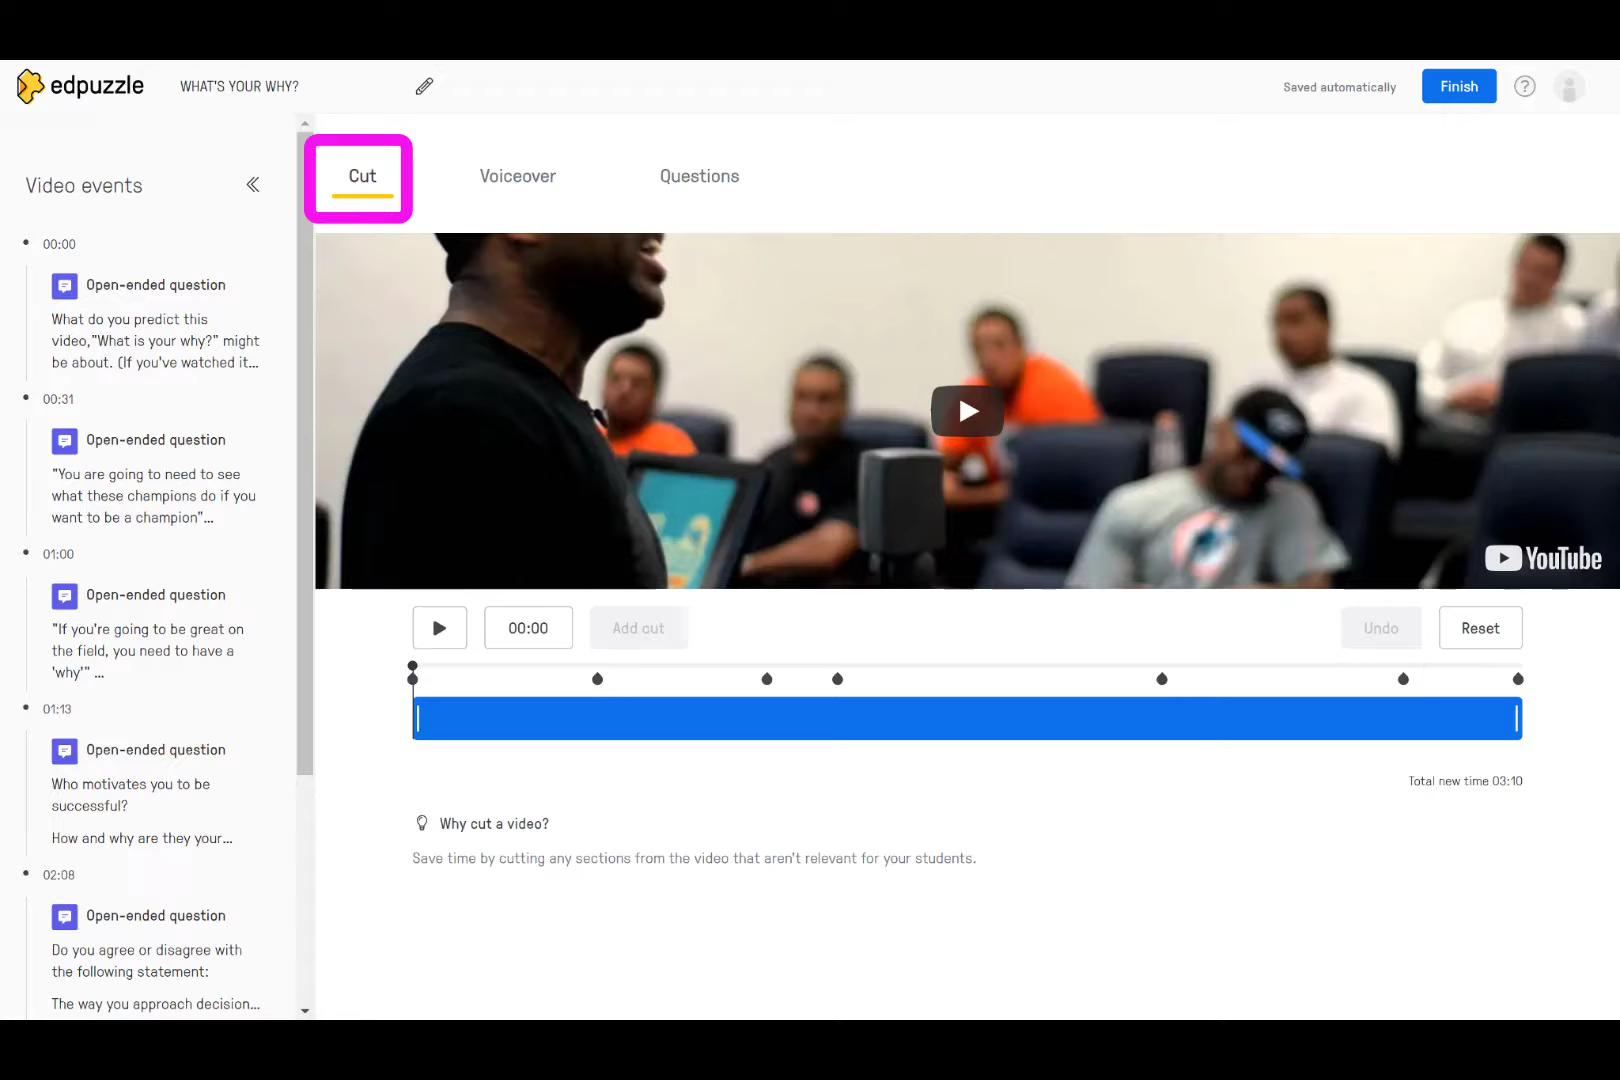 edpuzzle
WHAT'S YOUR WHY?
Saved automatically
Finish
?
Video events
Cut
Voiceover
Questions
00:00
Open-ended question
What do you predict this
video,"What is your why?" might
be about. (If you've watched it...
00:31
Open-ended question
"You are going to need to see
what these champions do if you
want to be a champion"...
01:00
Open-ended question
"If you're going to be great on
the field, you need to have a
'why'" ...
01:13
Open-ended question
Who motivates you to be
successful?
How and why are they your...
02:08
Open-ended question
Do you agree or disagree with
the following statement:
The way you approach decision...
YouTube
00:00
Add cut
Undo
Reset
Total new time 03:10
Why cut a video?
Save time by cutting any sections from the video that aren't relevant for your students.